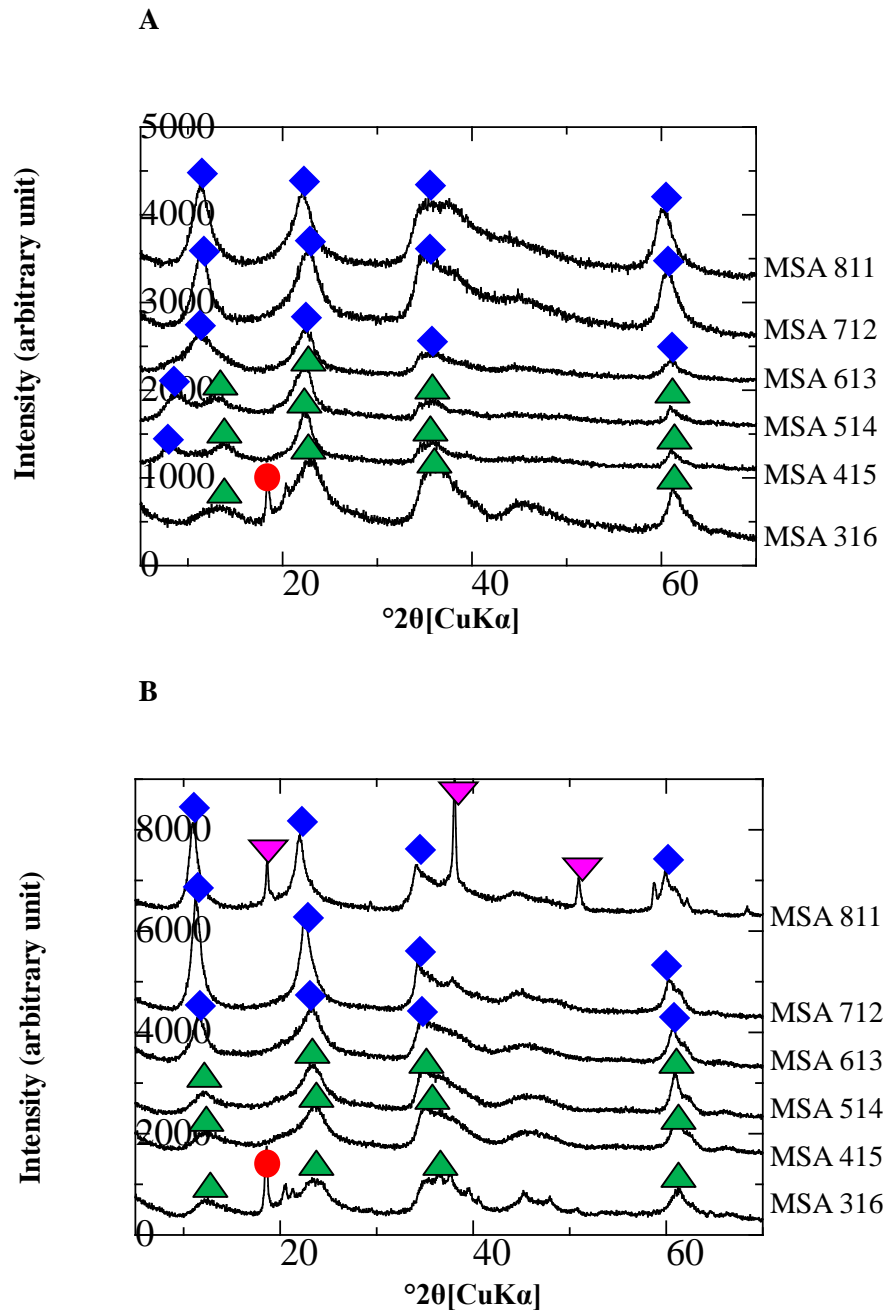 A
Intensity (arbitrary unit)
5000
4000
3000
2000
1000
0
MSA 811
MSA 712
MSA 613
MSA 514
MSA 415
MSA 316
20
40
60
°2θ[CuKα]
B
Intensity (arbitrary unit)
8000
6000
4000
2000
0
MSA 811
MSA 712
MSA 613
MSA 514
MSA 415
MSA 316
20
40
60
°2θ[CuKα]